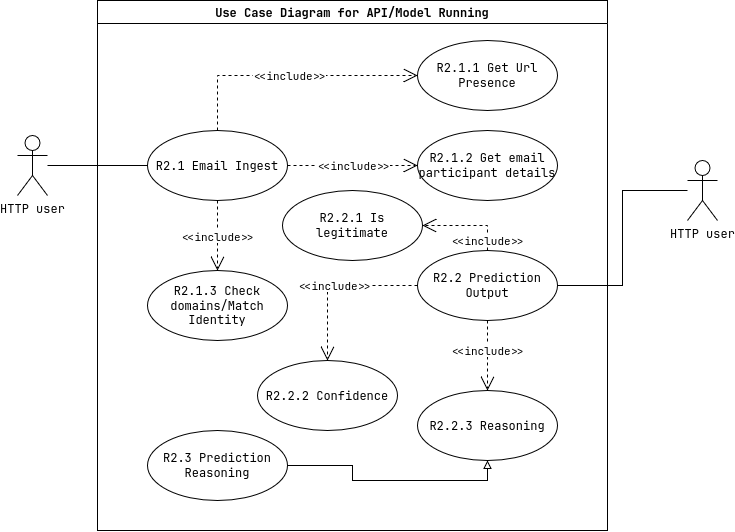 Use Case Diagram for API/Model Running
R2.1.1 Get Url
Presence
<<include>>
R2.1 Email Ingest
<<include>>
R2.1.2 Get email
participant details
HTTP user
HTTP user
R2.2.1 Is
legitimate
<<include>>
<<include>>
R2.2 Prediction
Output
<<include>>
R2.1.3 Check
domains/Match
Identity
<<include>>
R2.2.2 Confidence
R2.2.3 Reasoning
R2.3 Prediction
Reasoning